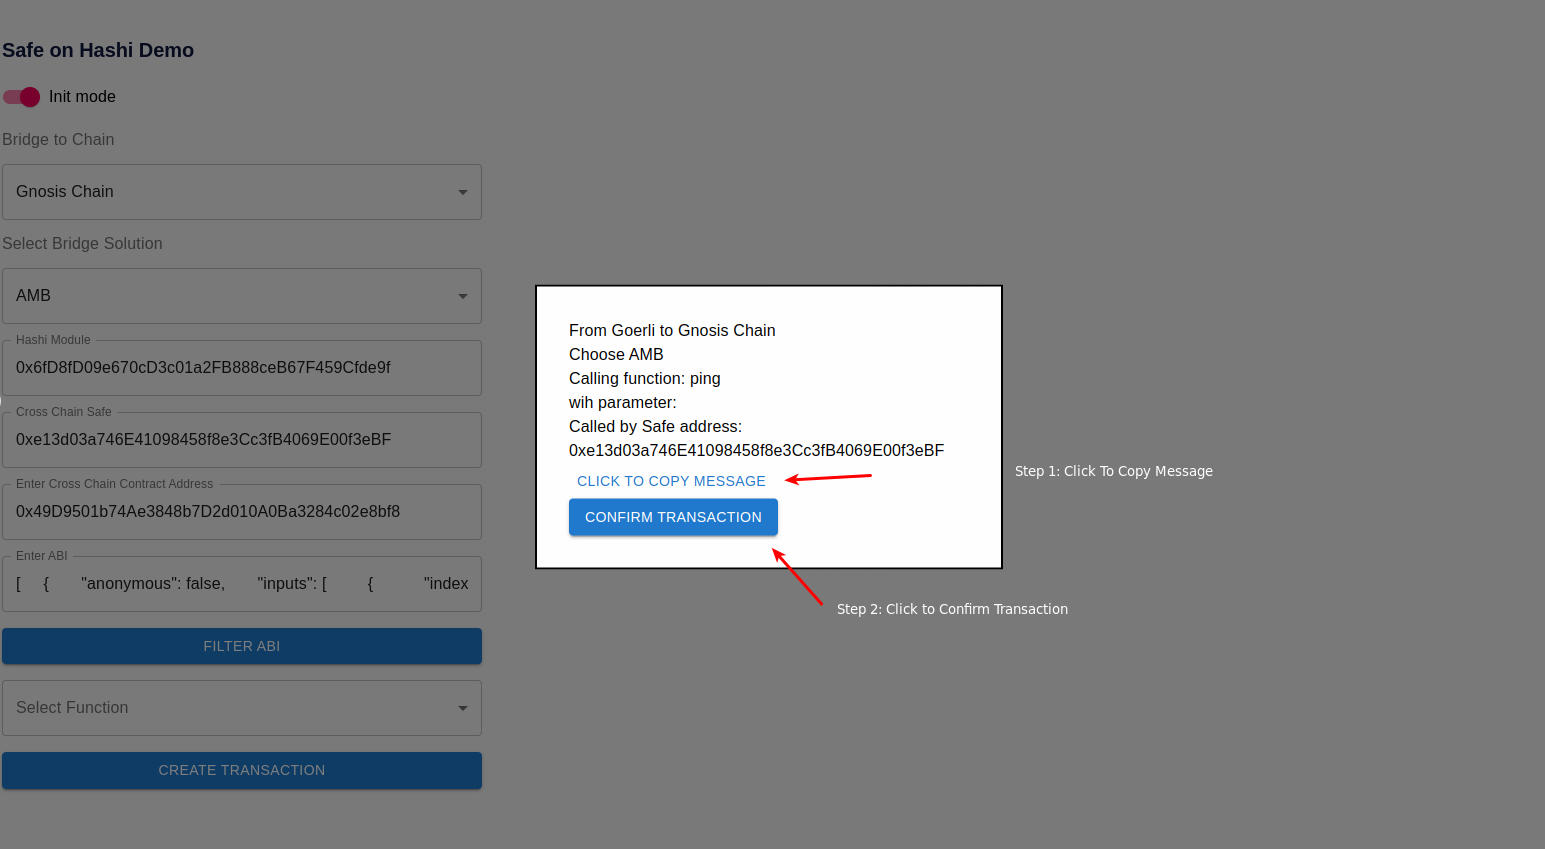 Safe on Hashi Demo
Init mode
Bridge to Chain
Gnosis Chain
Select Bridge Solution
AMB
Hashi Module
0x6fD8fD09e670cD3c01a2FB888ceB67F459Cfde9f
Cross Chain Safe
0xe13d03a746E41098458f8e3Cc3fB4069E00f3eBF
Enter Cross Chain Contract Address
0x49D9501b74Ae3848b7D2d010A0Ba3284c02e8bf8
Enter ABI
[ { "anonymous": false, "inputs": [ { "index
FILTER ABI
Select Function
CREATE TRANSACTION
From Goerli to Gnosis Chain
Choose AMB
Calling function: ping
wih parameter:
Called by Safe address:
0xe13d03a746E41098458f8e3Cc3fB4069E00f3eBF
CLICK TO COPY MESSAGE
CONFIRM TRANSACTION
Step 1: Click To Copy Message
Step 2: Click to Confirm Transaction